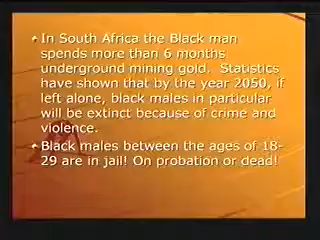 In South Africa the Black man
spends more than 6 months
underground mining gold. Statistics
have shown that by the year 2050, if
left alone, black males in particular
will be extinct because of crime and
violence.
Black males between the ages of 18-
29 are in jail! On probation or dead!